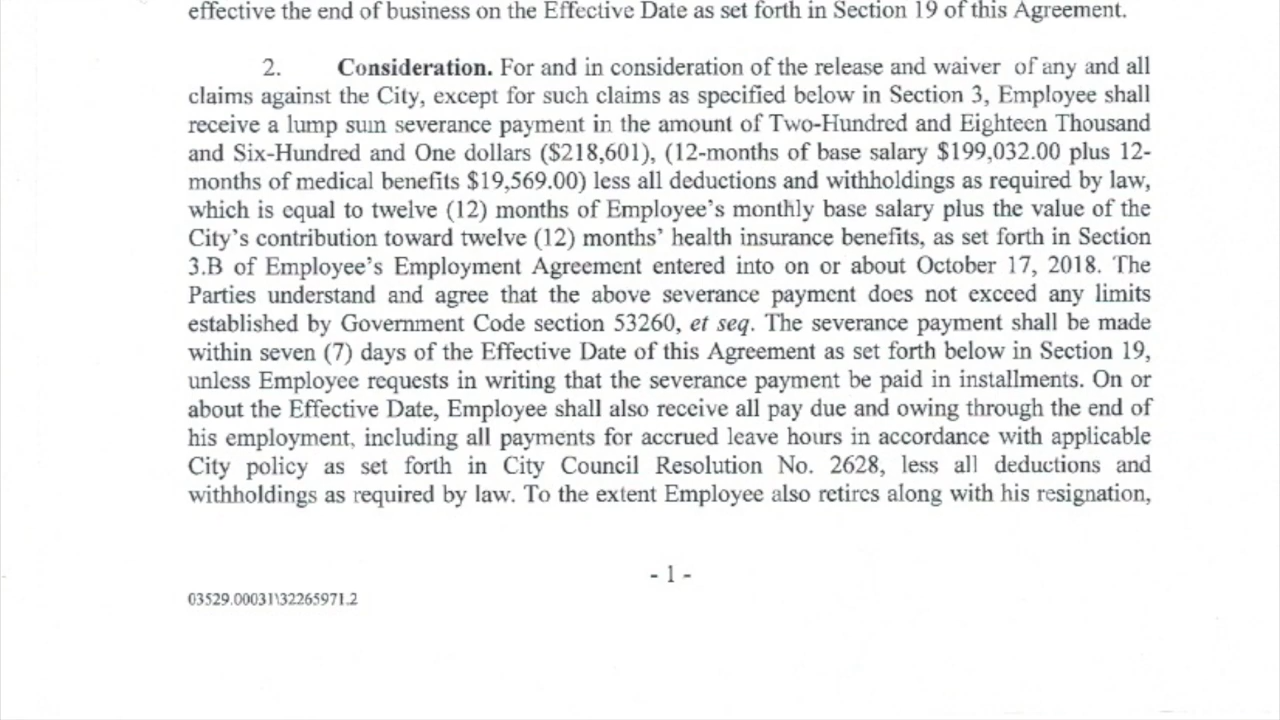 effective the end of business on the Effective Date as set forth in Section 19 of this Agreement.
2. Consideration. For and in consideration of the release and waiver of any and all
claims against the City, except for such claims as specified below in Section 3, Employee shall
receive a lump sum severance payment in the amount of Two-Hundred and Eighteen Thousand
and Six-Hundred and One dollars ($218,601), (12-months of base salary $199,032.00 plus 12-
months of medical benefits $19,569.00) less all deductions and withholdings as required by law,
which is equal to twelve (12) months of Employee's monthly base salary plus the value of the
City's contribution toward twelve (12) months' health insurance benefits, as set forth in Section
3.B of Employee's Employment Agreement entered into on or about October 17, 2018. The
Parties understand and agree that the above severance payment does not exceed any limits
established by Government Code section 53260, et seq. The severance payment shall be made
within seven (7) days of the Effective Date of this Agreement as set forth below in Section 19,
unless Employee requests in writing that the severance payment be paid in installments. On or
about the Effective Date, Employee shall also receive all pay due and owing through the end of
his employment, including all payments for accrued leave hours in accordance with applicable
City policy as set forth in City Council Resolution No. 2628, less all deductions and
withholdings as required by law. To the extent Employee also retires along with his resignation,
- 1 -
03529.00031\32265971.2